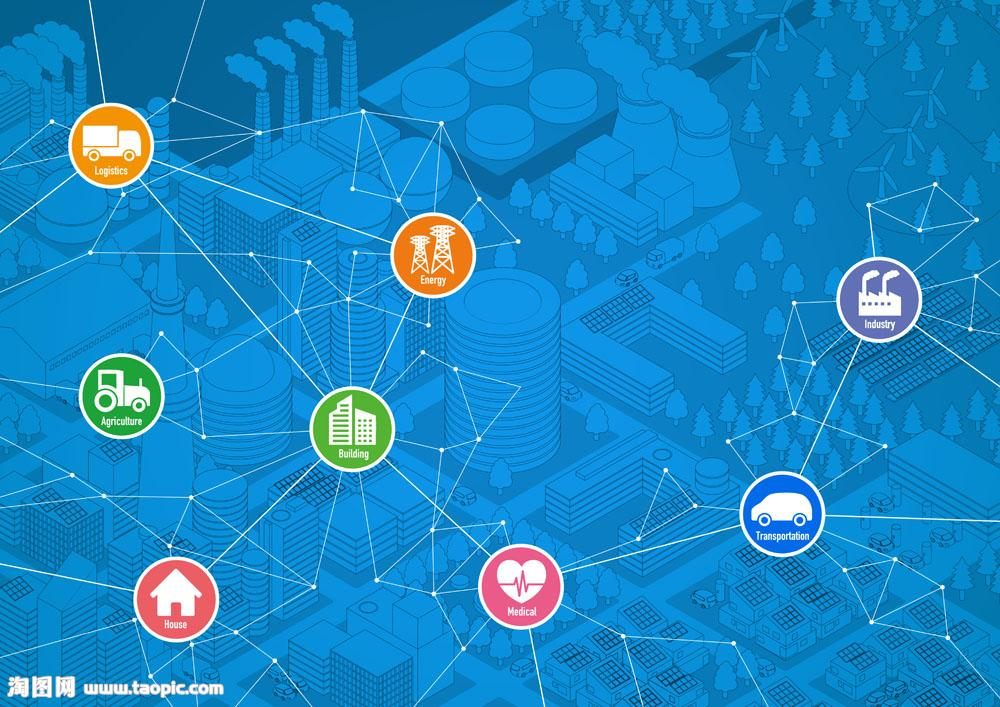 Logistics
Energy
Industry
Agriculture
Building
Transportation
House
Medical
淘图网 www.taopic.com